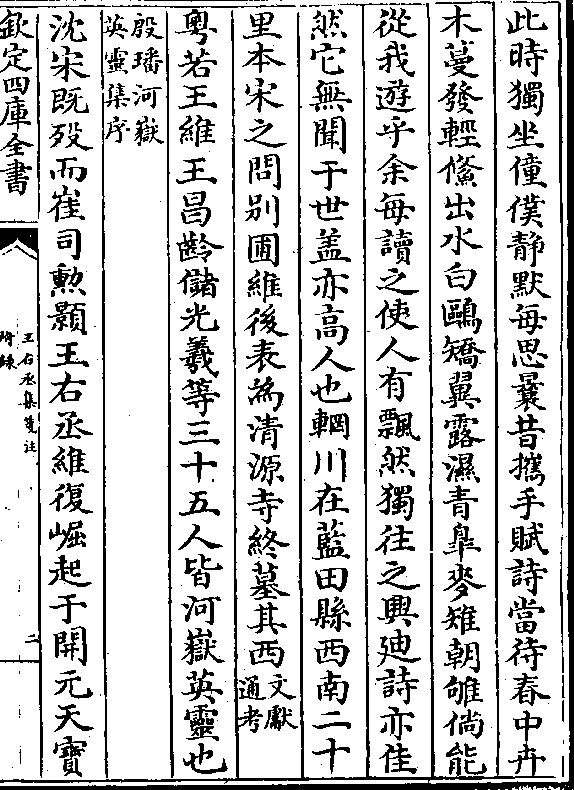 此時獨坐僮僕静默每思曩昔攜手賦詩當待春中卉
木蔓發輕鯈出水白鷗矯翼露濕青臯麥雉朝雊倘能
從我遊乎余每讀之使人有飄然獨往之興廸詩亦佳
然它無聞于世盖亦高人也輞川在藍田縣西南二十
里本宋之問别圃維後表為清源寺終墓其西文獻通考
粤若王維王昌齡儲光羲等三十五人皆河嶽英靈也
殷璠河嶽英靈集序
沈宋既殁而崔司勲顥王右丞維復崛起于開元天寶
欽定四庫全書
王右丞集箋注
附錄
二